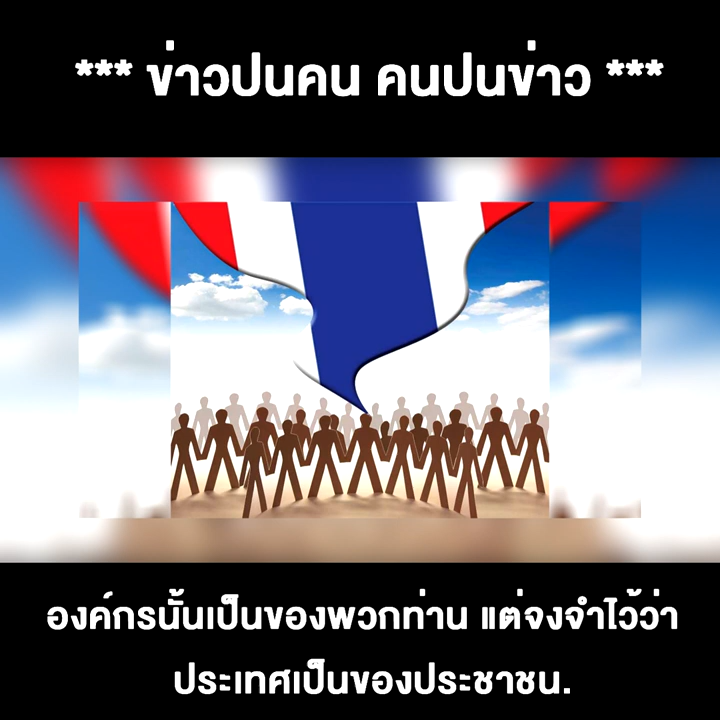 *** ข่าวปนคน คนปนข่าว ***
องค์กรนั้นเป็นของพวกท่าน แต่จงจำไว้ว่า
ประเทศเป็นของประชาชน.